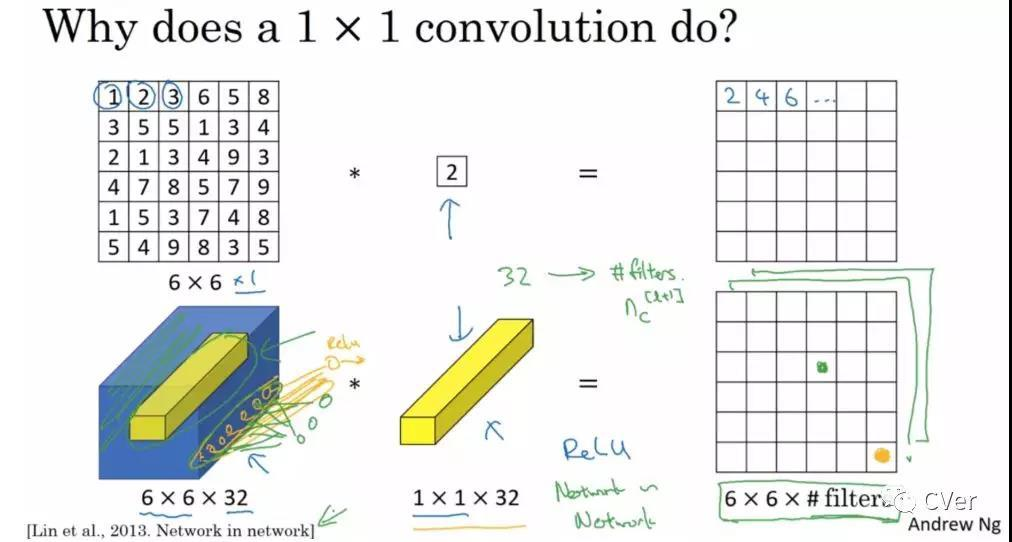 Why does a 1 × 1 convolution do?
1 2 3 6 5 8
3 5 5 1 3 4
2 1 3 4 9 3
4 7 8 5 7 9
1 5 3 7 4 8
5 4 9 8 3 5
6 × 6 ×1
*
2
=
2 4 6 ...
32 → # filters.
nc[l+1]
ReLU
*
=
6 × 6 × 32
1 × 1 × 32
ReLU
Network in
Network
6 × 6 × # filters
CVer
[Lin et al., 2013. Network in network]
Andrew Ng